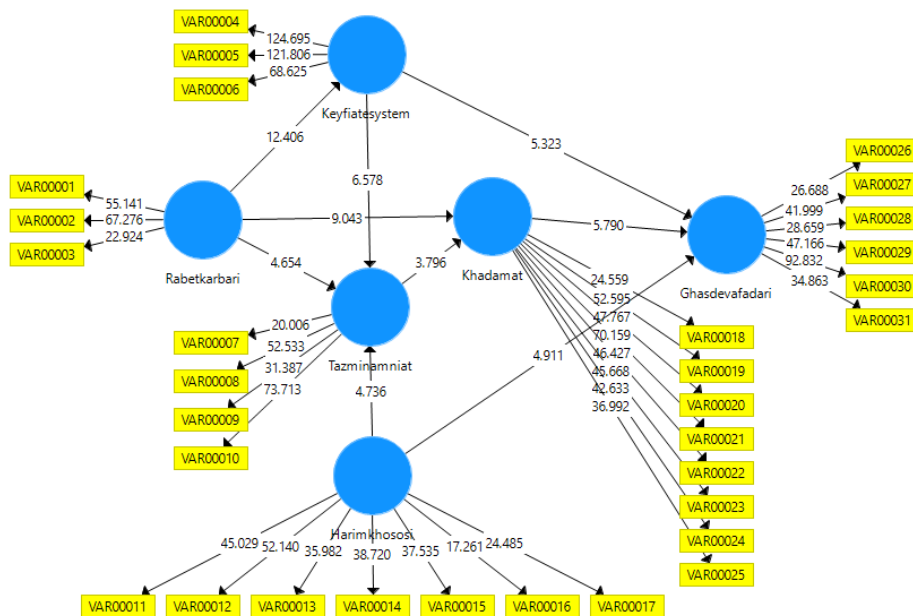 VAR00004
124.695
VAR00005
121.806
VAR00006
68.625
Keyfiatesystem
12.406
5.323
6.578
VAR00001
55.141
VAR00002
67.276
VAR00003
22.924
Rabetkarbari
9.043
4.654
3.796
Khadamat
5.790
Ghasdevafadari
26.688
VAR00026
41.999
VAR00027
28.659
VAR00028
47.166
VAR00029
92.832
VAR00030
34.863
VAR00031
20.006
VAR00007
52.533
VAR00008
31.387
VAR00009
73.713
VAR00010
Tazminamniat
4.736
4.911
24.559
52.595
47.767
70.159
46.427
45.668
42.633
36.992
VAR00018
VAR00019
VAR00020
VAR00021
VAR00022
VAR00023
VAR00024
VAR00025
Harimkhososi
45.029
52.140
35.982
38.720
37.535
17.261
24.485
VAR00011
VAR00012
VAR00013
VAR00014
VAR00015
VAR00016
VAR00017